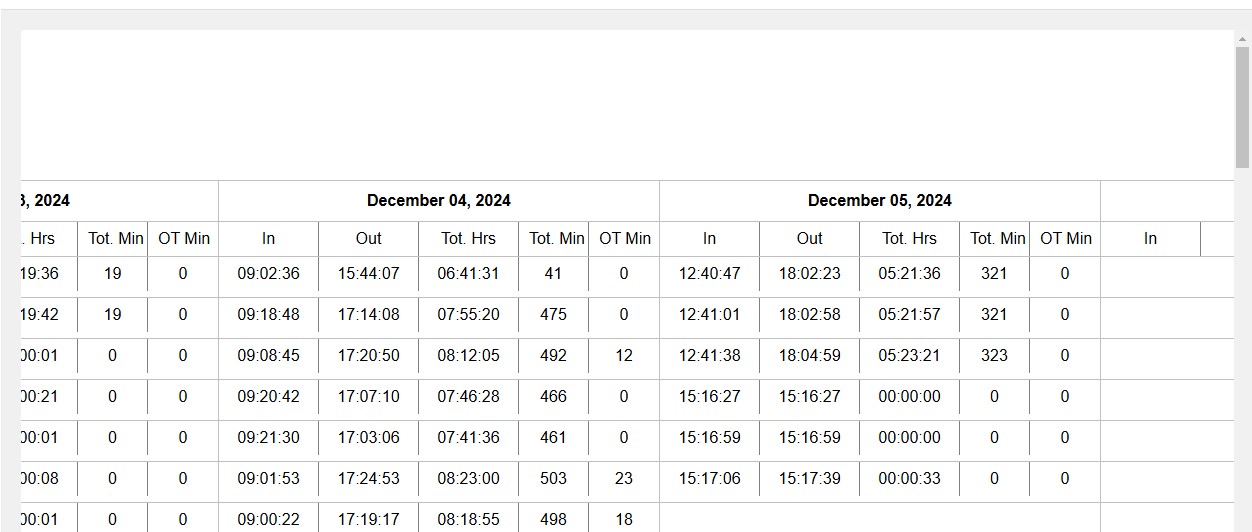 3, 2024 December 04, 2024 December 05, 2024
. Hrs Tot. Min OT Min In Out Tot. Hrs Tot. Min OT Min In Out Tot. Hrs Tot. Min OT Min In
19:36 19 0 09:02:36 15:44:07 06:41:31 41 0 12:40:47 18:02:23 05:21:36 321 0
19:42 19 0 09:18:48 17:14:08 07:55:20 475 0 12:41:01 18:02:58 05:21:57 321 0
00:01 0 0 09:08:45 17:20:50 08:12:05 492 12 12:41:38 18:04:59 05:23:21 323 0
00:21 0 0 09:20:42 17:07:10 07:46:28 466 0 15:16:27 15:16:27 00:00:00 0 0
00:01 0 0 09:21:30 17:03:06 07:41:36 461 0 15:16:59 15:16:59 00:00:00 0 0
00:08 0 0 09:01:53 17:24:53 08:23:00 503 23 15:17:06 15:17:39 00:00:33 0 0
00:01 0 0 09:00:22 17:19:17 08:18:55 498 18